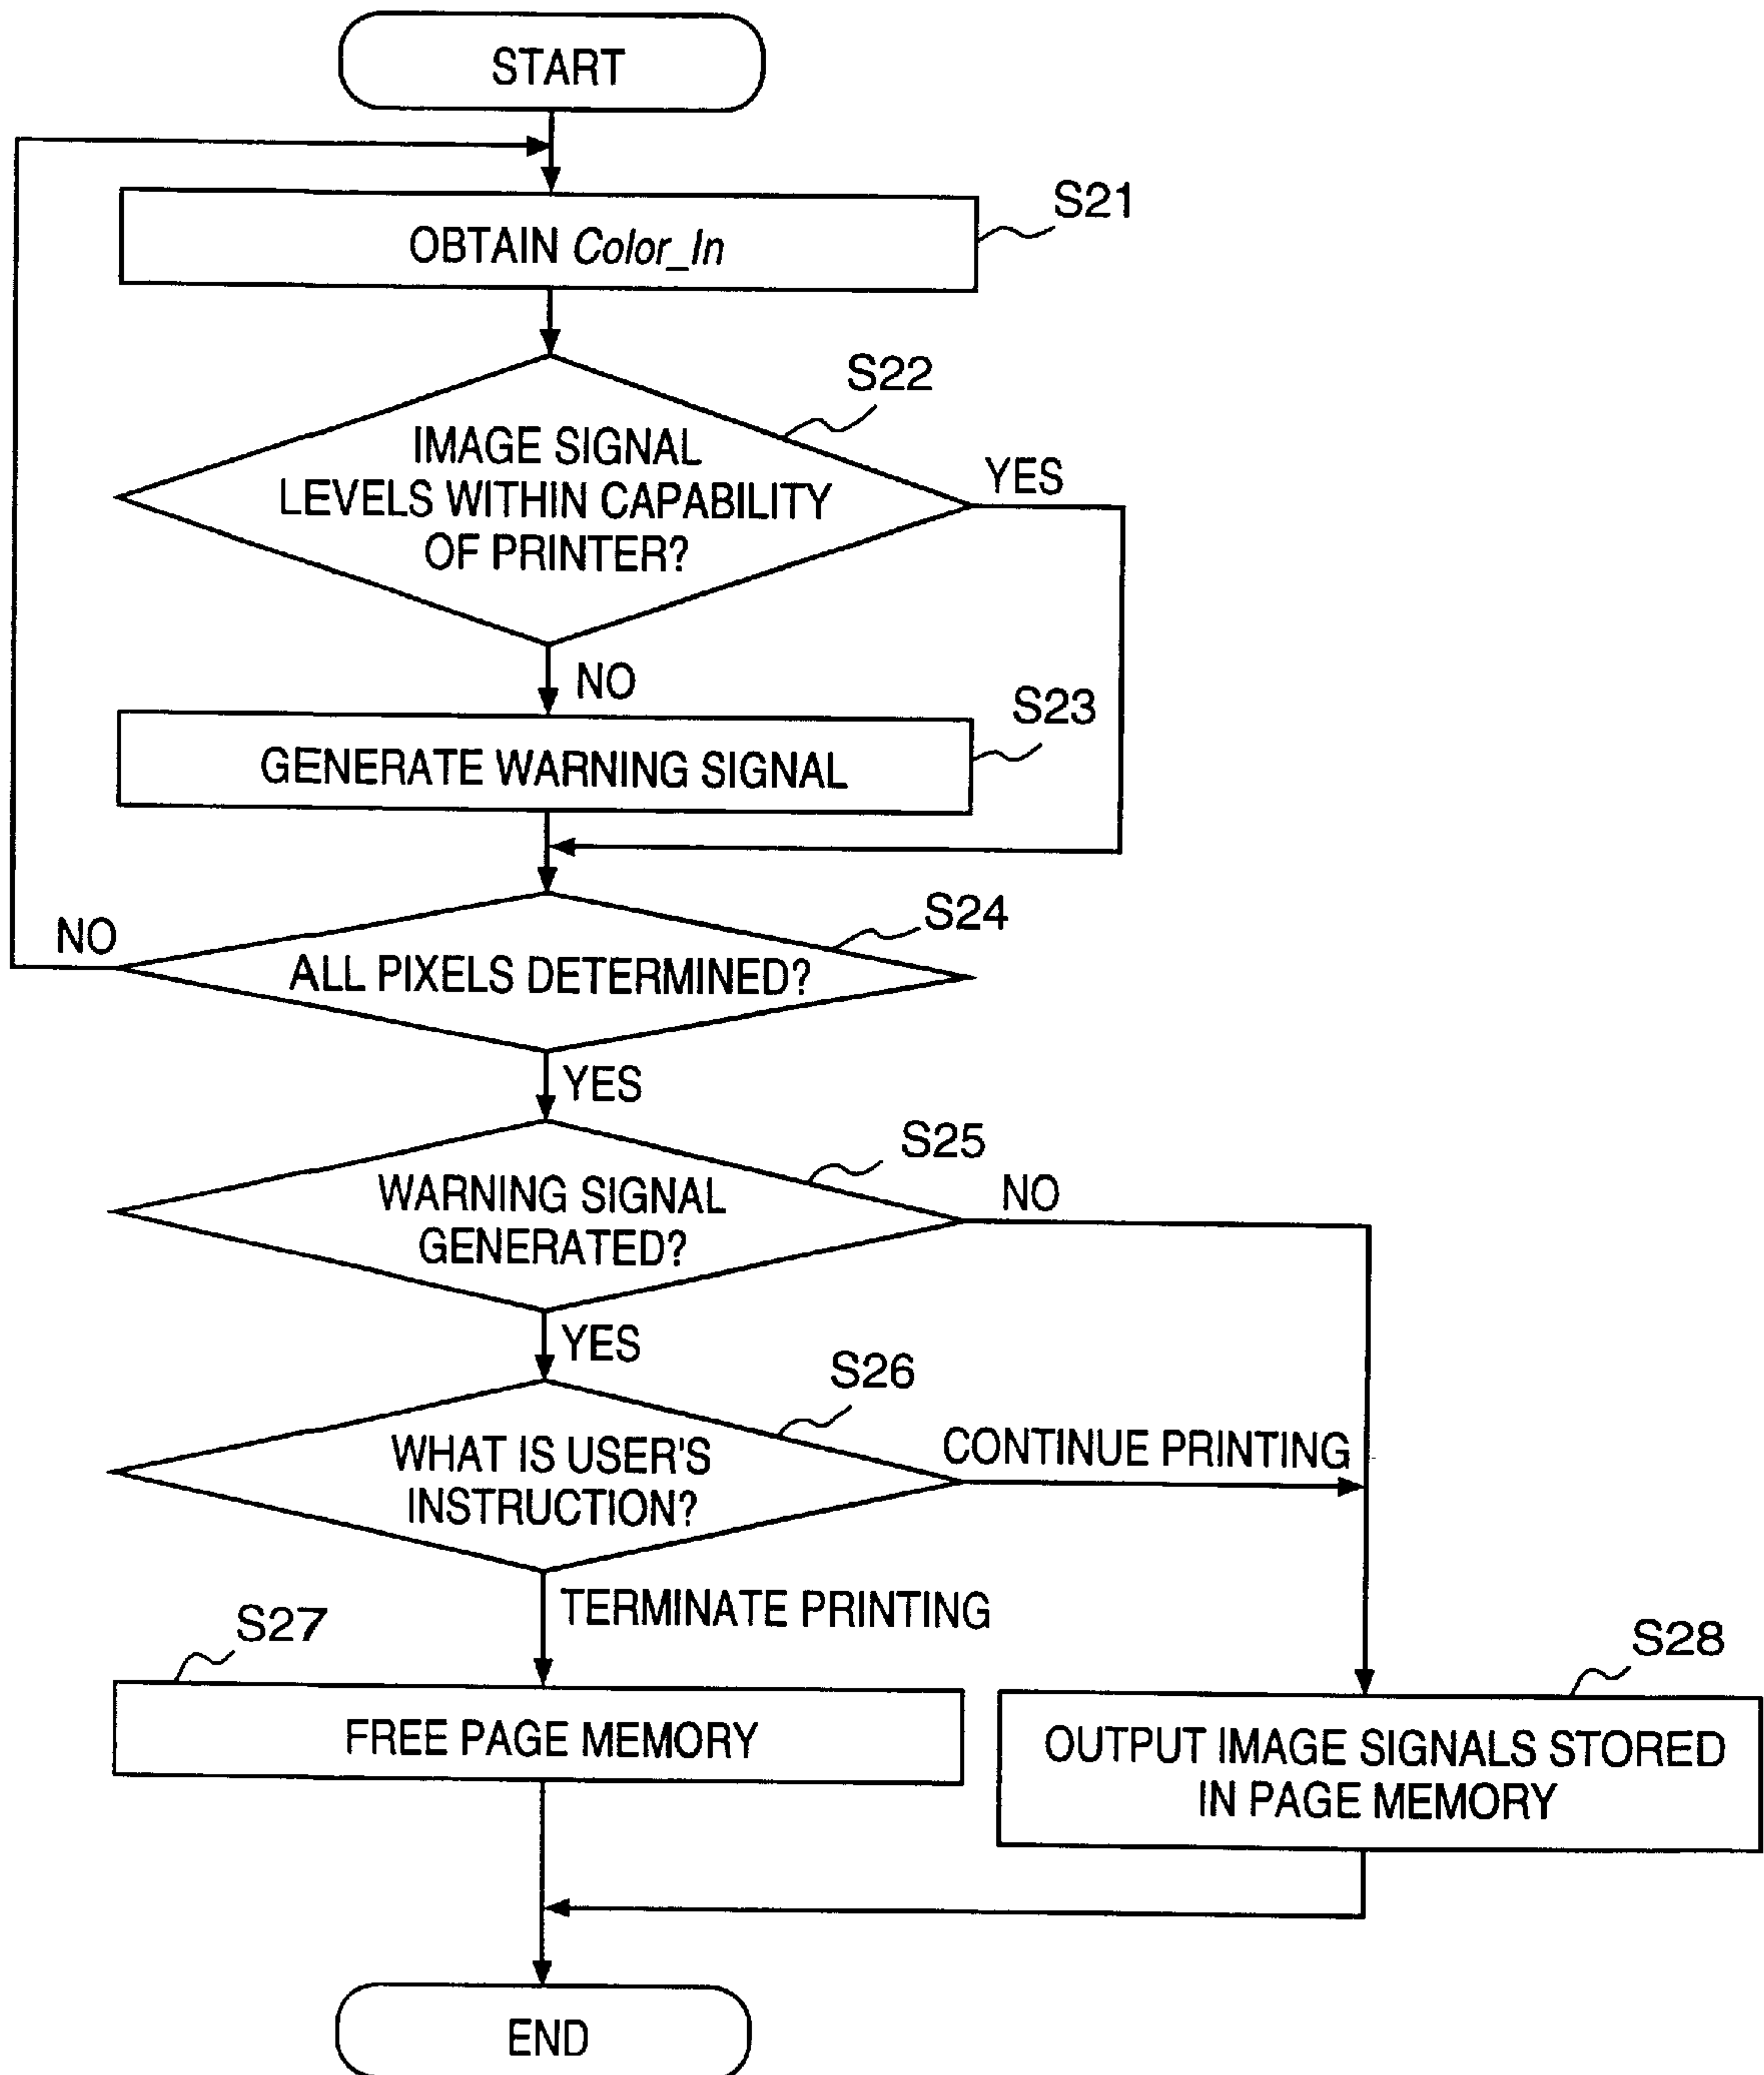 START
S21
OBTAIN Color_In
S22
IMAGE SIGNAL
LEVELS WITHIN CAPABILITY
OF PRINTER?
YES
NO
S23
GENERATE WARNING SIGNAL
S24
NO
ALL PIXELS DETERMINED?
YES
S25
WARNING SIGNAL
GENERATED?
NO
YES
S26
WHAT IS USER'S
INSTRUCTION?
CONTINUE PRINTING
TERMINATE PRINTING
S27
FREE PAGE MEMORY
S28
OUTPUT IMAGE SIGNALS STORED
IN PAGE MEMORY
END